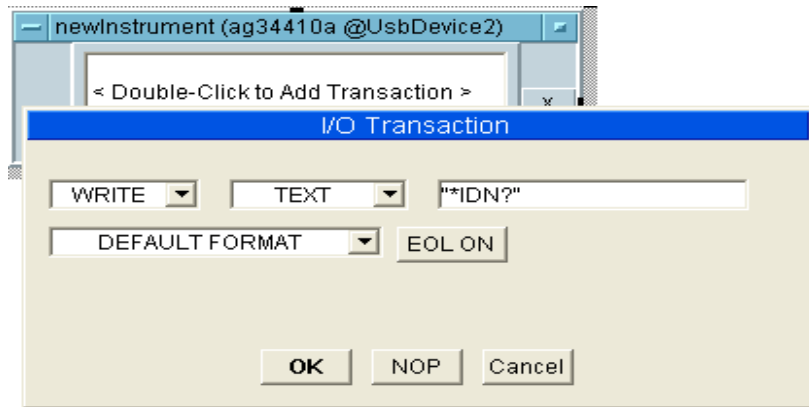 newInstrument (ag34410a @UsbDevice2)
< Double-Click to Add Transaction >
X
I/O Transaction
WRITE TEXT "*IDN?"
DEFAULT FORMAT EOL ON
OK NOP Cancel